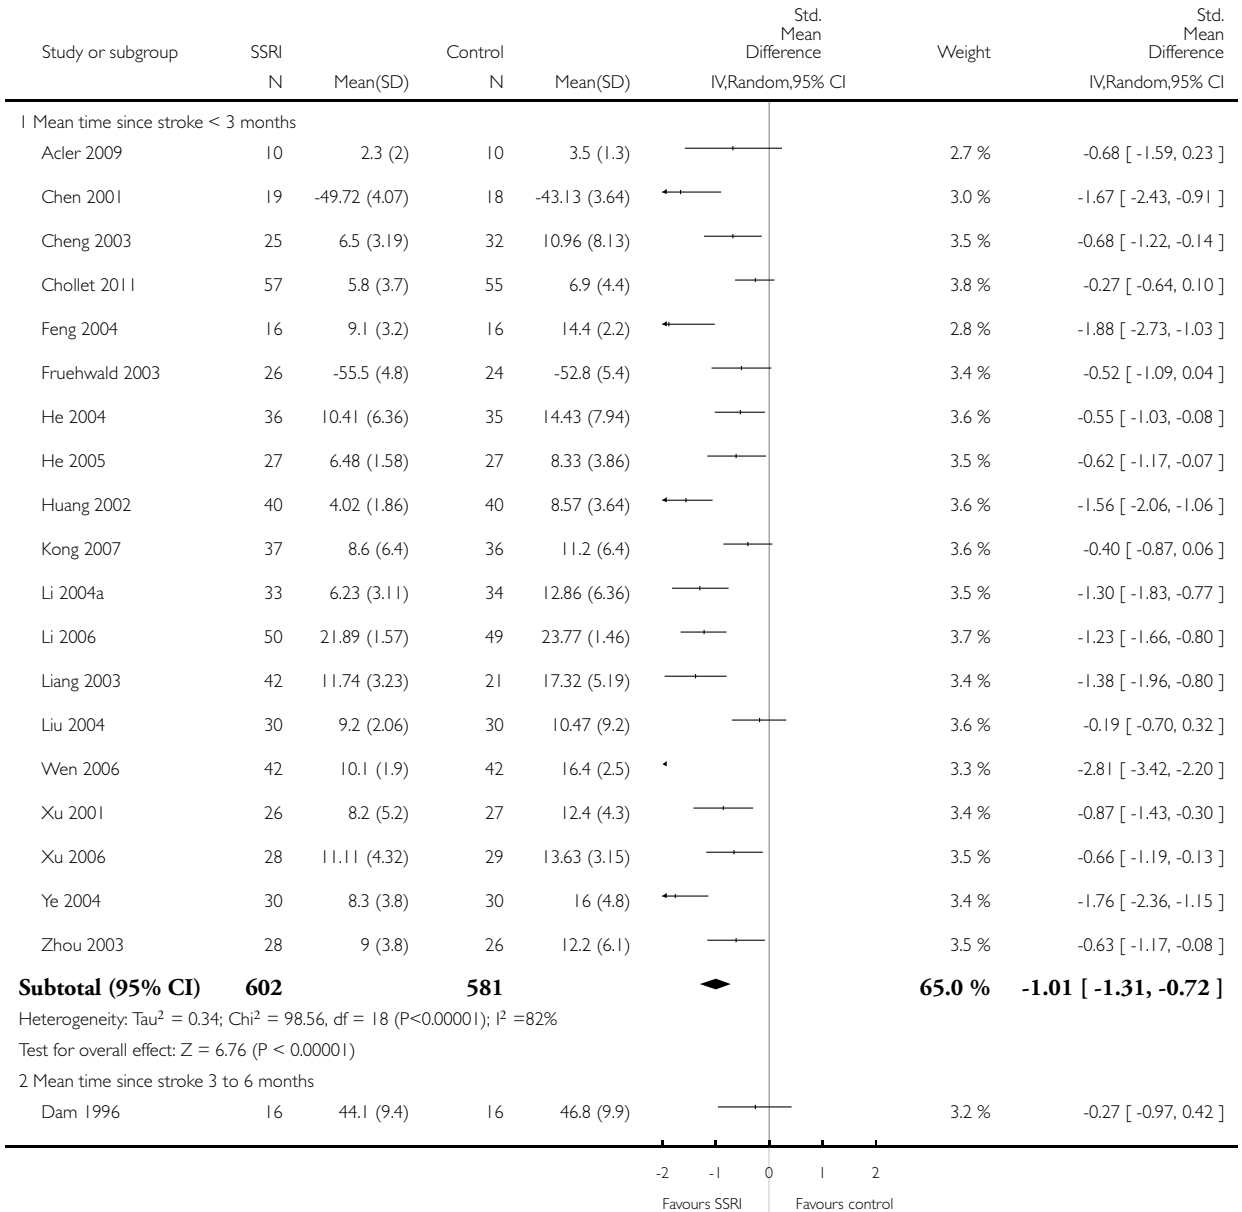 Std.
Mean
Difference
Std.
Mean
Difference
Study or subgroup SSRI Control Weight
N Mean(SD) N Mean(SD) IV,Random,95% CI IV,Random,95% CI
1 Mean time since stroke < 3 months
Acler 2009 10 2.3 (2) 10 3.5 (1.3) 2.7 % -0.68 [ -1.59, 0.23 ]
Chen 2001 19 -49.72 (4.07) 18 -43.13 (3.64) 3.0 % -1.67 [ -2.43, -0.91 ]
Cheng 2003 25 6.5 (3.19) 32 10.96 (8.13) 3.5 % -0.68 [ -1.22, -0.14 ]
Chollet 2011 57 5.8 (3.7) 55 6.9 (4.4) 3.8 % -0.27 [ -0.64, 0.10 ]
Feng 2004 16 9.1 (3.2) 16 14.4 (2.2) 2.8 % -1.88 [ -2.73, -1.03 ]
Fruehwald 2003 26 -55.5 (4.8) 24 -52.8 (5.4) 3.4 % -0.52 [ -1.09, 0.04 ]
He 2004 36 10.41 (6.36) 35 14.43 (7.94) 3.6 % -0.55 [ -1.03, -0.08 ]
He 2005 27 6.48 (1.58) 27 8.33 (3.86) 3.5 % -0.62 [ -1.17, -0.07 ]
Huang 2002 40 4.02 (1.86) 40 8.57 (3.64) 3.6 % -1.56 [ -2.06, -1.06 ]
Kong 2007 37 8.6 (6.4) 36 11.2 (6.4) 3.6 % -0.40 [ -0.87, 0.06 ]
Li 2004a 33 6.23 (3.11) 34 12.86 (6.36) 3.5 % -1.30 [ -1.83, -0.77 ]
Li 2006 50 21.89 (1.57) 49 23.77 (1.46) 3.7 % -1.23 [ -1.66, -0.80 ]
Liang 2003 42 11.74 (3.23) 21 17.32 (5.19) 3.4 % -1.38 [ -1.96, -0.80 ]
Liu 2004 30 9.2 (2.06) 30 10.47 (9.2) 3.6 % -0.19 [ -0.70, 0.32 ]
Wen 2006 42 10.1 (1.9) 42 16.4 (2.5) 3.3 % -2.81 [ -3.42, -2.20 ]
Xu 2001 26 8.2 (5.2) 27 12.4 (4.3) 3.4 % -0.87 [ -1.43, -0.30 ]
Xu 2006 28 11.11 (4.32) 29 13.63 (3.15) 3.5 % -0.66 [ -1.19, -0.13 ]
Ye 2004 30 8.3 (3.8) 30 16 (4.8) 3.4 % -1.76 [ -2.36, -1.15 ]
Zhou 2003 28 9 (3.8) 26 12.2 (6.1) 3.5 % -0.63 [ -1.17, -0.08 ]
Subtotal (95% CI) 602 581 65.0 % -1.01 [ -1.31, -0.72 ]
Heterogeneity: Tau² = 0.34; Chi² = 98.56, df = 18 (P<0.00001); I² =82%
Test for overall effect: Z = 6.76 (P < 0.00001)
2 Mean time since stroke 3 to 6 months
Dam 1996 16 44.1 (9.4) 16 46.8 (9.9) 3.2 % -0.27 [ -0.97, 0.42 ]
-2 -1 0 1 2
Favours SSRI Favours control